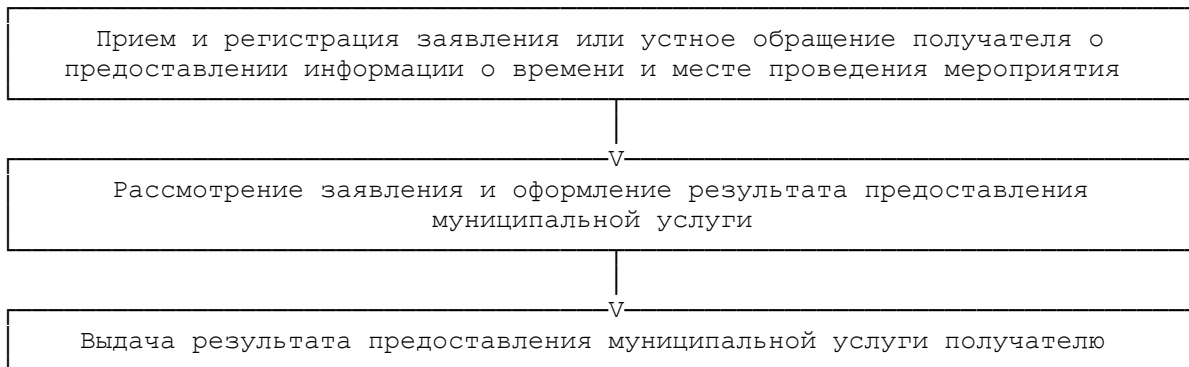 Прием и регистрация заявления или устное обращение получателя о
предоставлении информации о времени и месте проведения мероприятия
Рассмотрение заявления и оформление результата предоставления
муниципальной услуги
Выдача результата предоставления муниципальной услуги получателю